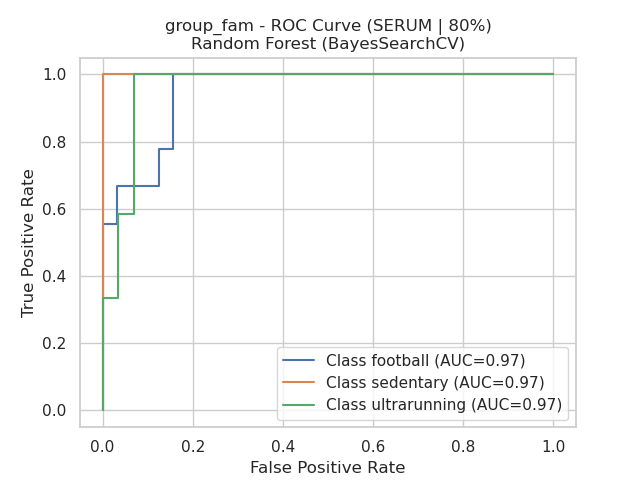 group_fam - ROC Curve (SERUM | 80%)
Random Forest (BayesSearchCV)
True Positive Rate
1.0
0.8
0.6
0.4
0.2
0.0
Class football (AUC=0.97)
Class sedentary (AUC=0.97)
Class ultrarunning (AUC=0.97)
0.0 0.2 0.4 0.6 0.8 1.0
False Positive Rate